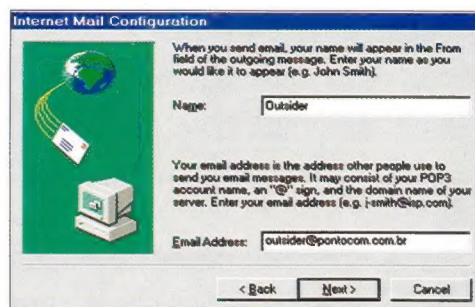 Internet Mail Configuration
When you send email, your name will appear in the From
field of the outgoing message. Enter your name as you
would like it to appear (e.g. John Smith).
Name: Outsider
Your email address is the address other people use to
send you email messages. It may consist of your POP3
account name, an "@" sign, and the domain name of your
server. Enter your email address (e.g. j-smith@isp.com).
Email Address: outsider@pontocom.com.br
< Back Next > Cancel